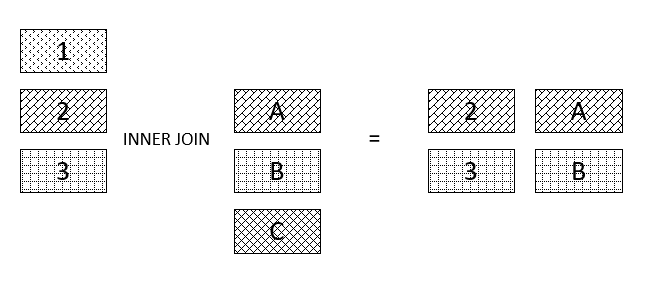 1
2 A 2 A
INNER JOIN =
3 B 3 B
C